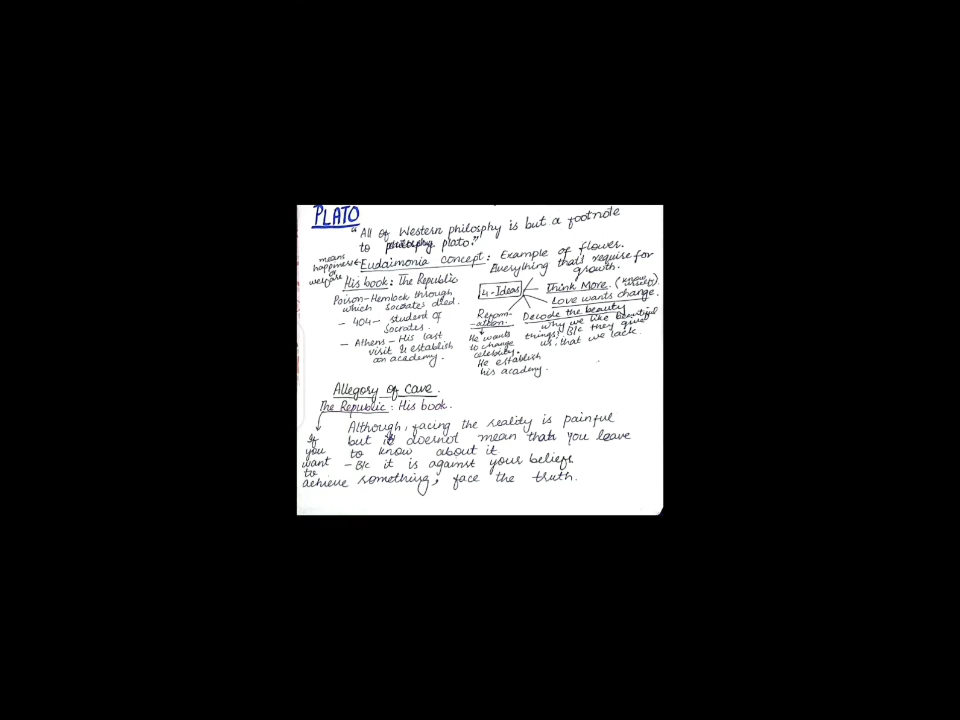 PLATO
"All of Western philosphy is but a footnote
to plato."
means
happiness
or
welfare
Eudaimonia concept: Example of flower.
Everything that's require for
growth.
His book: The Republic
Poison-Hemlock through
which Socrates died.
- 404 - student of
Socrates.
- Athens - His last
visit & establish
an academy.
4-Ideas
Think More. (know yourself).
Love wants change.
Decode the beauty
why we like beautiful
things, B/c they give
us, that we lack.
Reform-
ation.
He wants
to change
celebrity.
He establish
his academy.
Allegory of Cave.
The Republic: His book.
Although, facing the reality is painful
but it doesnot mean that you leave
to know about it
- B/c it is against your beliefs
If
you
want
to
achieve something, face the truth.